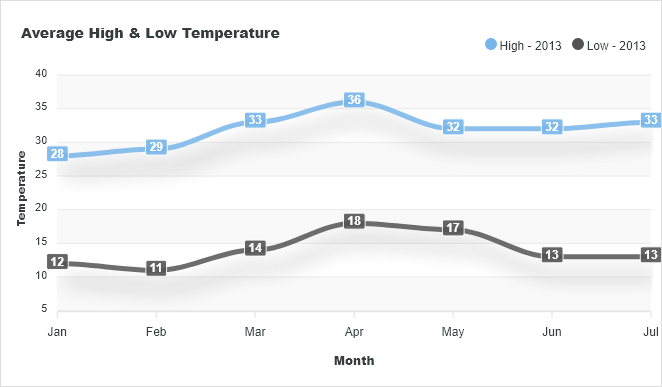 Average High & Low Temperature
High - 2013 Low - 2013
40
35
30
25
20
15
10
5
Temperature
28 29 33 36 32 32 33
12 11 14 18 17 13 13
Jan Feb Mar Apr May Jun Jul
Month